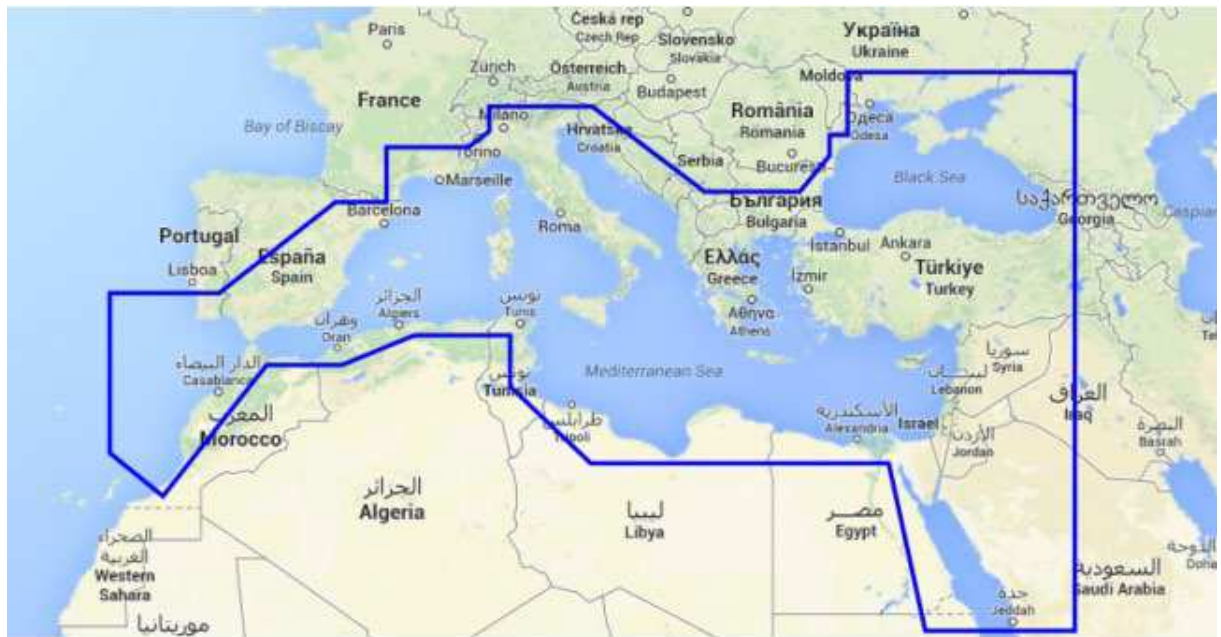 Česká rep
Czech Rep
Україна
Ukraine
Paris
Slovensko
Slovakia
Zürich
Österreich
Austria
Budapest
Moldova
France
Milano
România
Romania
Одеса
Odesa
Bay of Biscay
Hrvatska
Croatia
Torino
Serbia
Bucuresti
Marseille
Black Sea
საქართველო
Georgia
Barcelona
България
Bulgaria
Roma
Portugal
España
Spain
Lisboa
İstanbul
Ankara
Ελλάς
Greece
İzmir
Türkiye
Turkey
Αθήνα
Athens
الجزائر
Algiers
تونس
Tunis
وهران
Oran
الدار البيضاء
Casablanca
Mediterranean Sea
سوريا
Syria
لبنان
Lebanon
تونس
Tunisia
العراق
Iraq
المغرب
Morocco
طرابلس
Tripoli
الأسكندرية
Alexandria
Israel
الأردن
Jordan
البصرة
Basrah
الجزائر
Algeria
ليبيا
Libya
مصر
Egypt
الصحراء
الغربية
Western
Sahara
الدوحة
Doha
السعودية
Saudi Arabia
جدة
Jeddah
موريتانيا